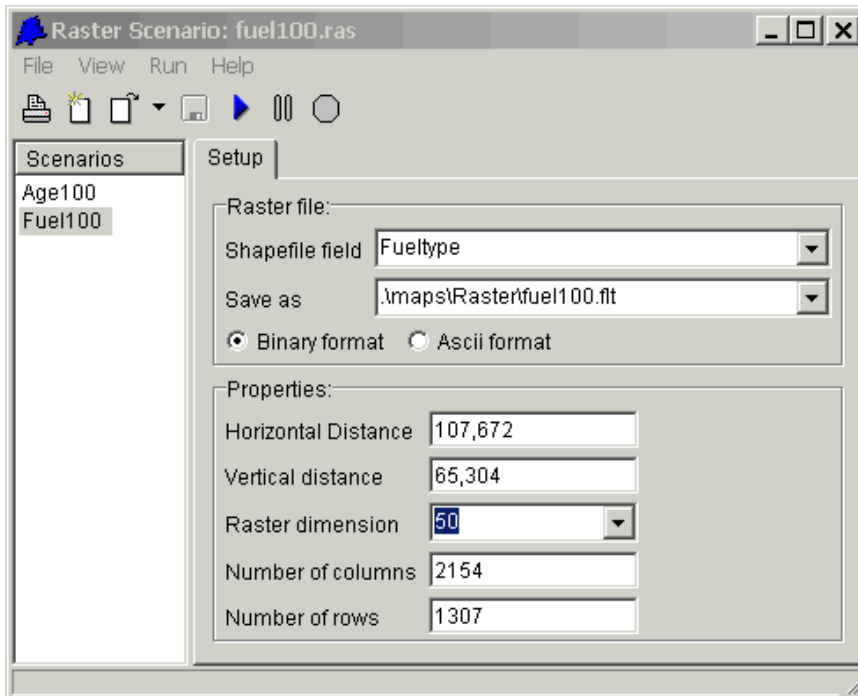 Raster Scenario: fuel100.ras
File View Run Help
Scenarios
Age100
Fuel100
Setup
Raster file:
Shapefile field Fueltype
Save as .\maps\Raster\fuel100.flt
Binary format Ascii format
Properties:
Horizontal Distance 107,672
Vertical distance 65,304
Raster dimension 50
Number of columns 2154
Number of rows 1307